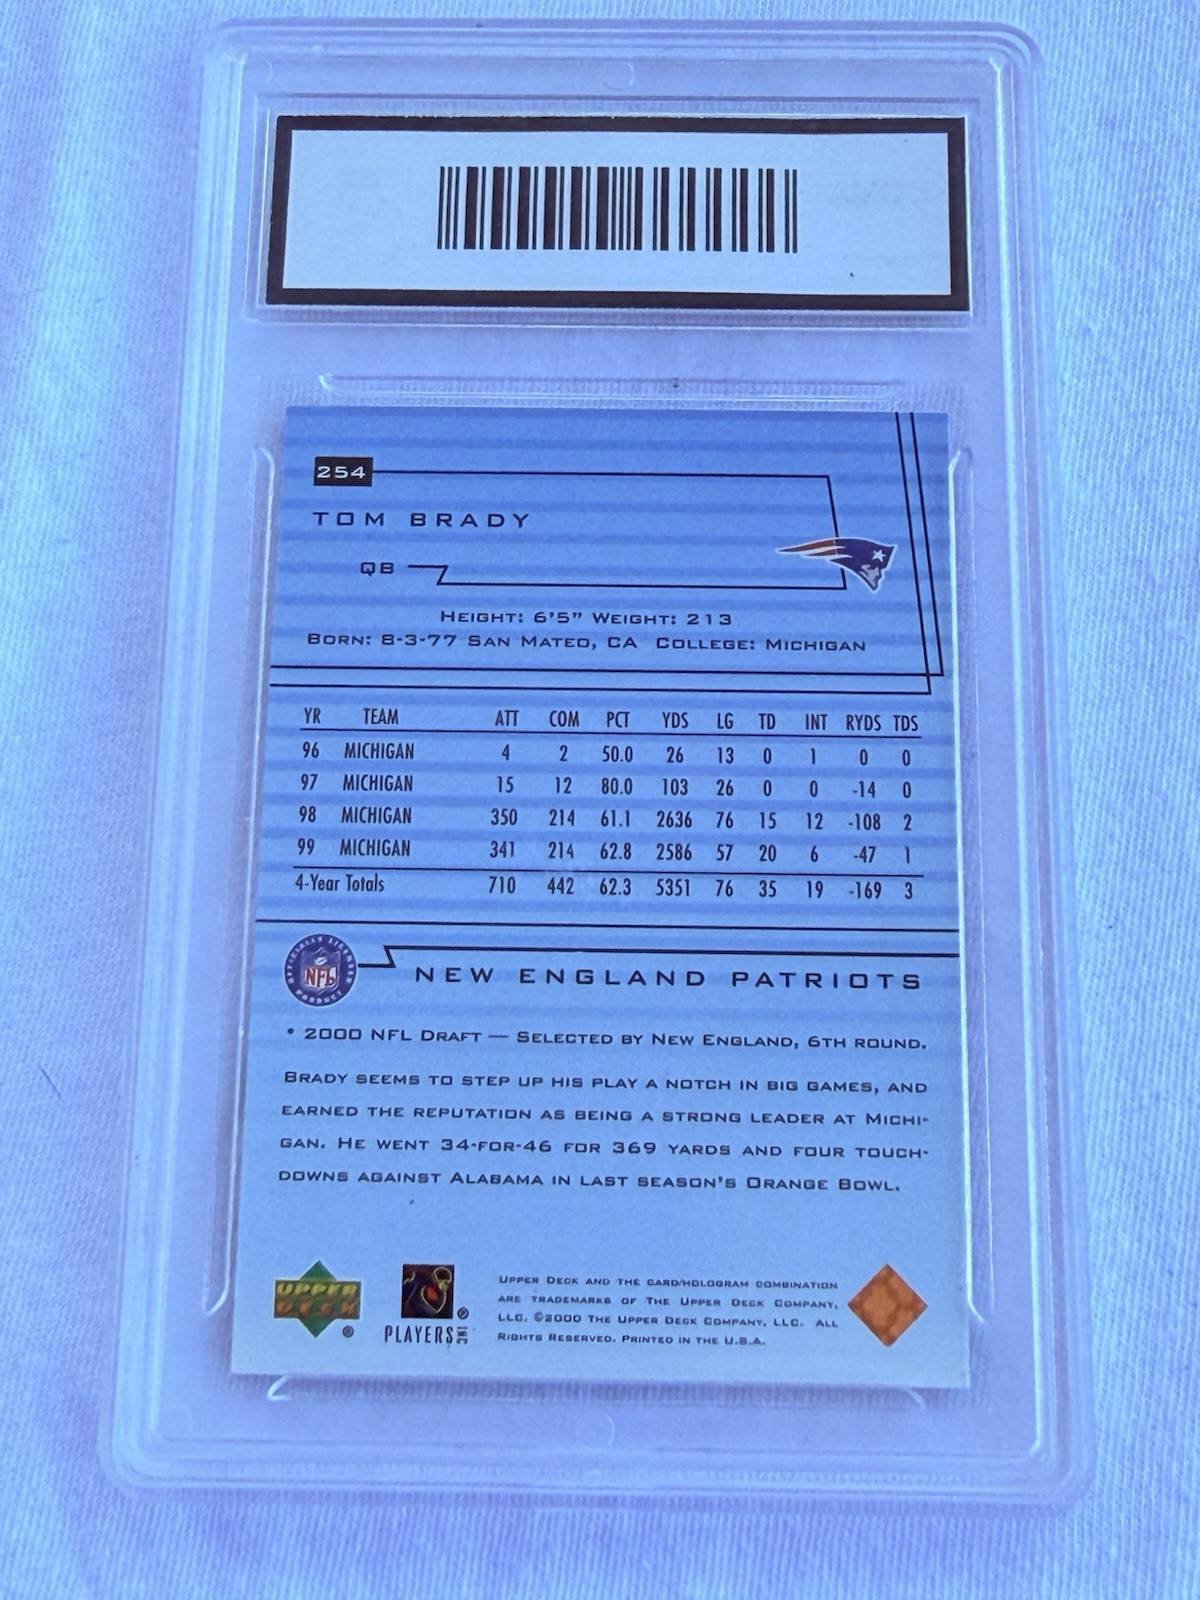 254
TOM BRADY
QB
HEIGHT: 6'5" WEIGHT: 213
BORN: 8-3-77 SAN MATEO, CA COLLEGE: MICHIGAN
YR TEAM ATT COM PCT YDS LG TD INT RYDS TDS
96 MICHIGAN 4 2 50.0 26 13 0 1 0 0
97 MICHIGAN 15 12 80.0 103 26 0 0 -14 0
98 MICHIGAN 350 214 61.1 2636 76 15 12 -108 2
99 MICHIGAN 341 214 62.8 2586 57 20 6 -47 1
4-Year Totals 710 442 62.3 5351 76 35 19 -169 3
OFFICIALLY LICENSED
NFL
PRODUCT
NEW ENGLAND PATRIOTS
• 2000 NFL DRAFT — SELECTED BY NEW ENGLAND, 6TH ROUND.
BRADY SEEMS TO STEP UP HIS PLAY A NOTCH IN BIG GAMES, AND
EARNED THE REPUTATION AS BEING A STRONG LEADER AT MICHI-
GAN. HE WENT 34-FOR-46 FOR 369 YARDS AND FOUR TOUCH-
DOWNS AGAINST ALABAMA IN LAST SEASON'S ORANGE BOWL.
UPPER
DECK
®
PLAYERS INC ®
UPPER DECK AND THE CARD/HOLOGRAM COMBINATION
ARE TRADEMARKS OF THE UPPER DECK COMPANY,
LLC. ©2000 THE UPPER DECK COMPANY, LLC. ALL
RIGHTS RESERVED. PRINTED IN THE U.S.A.